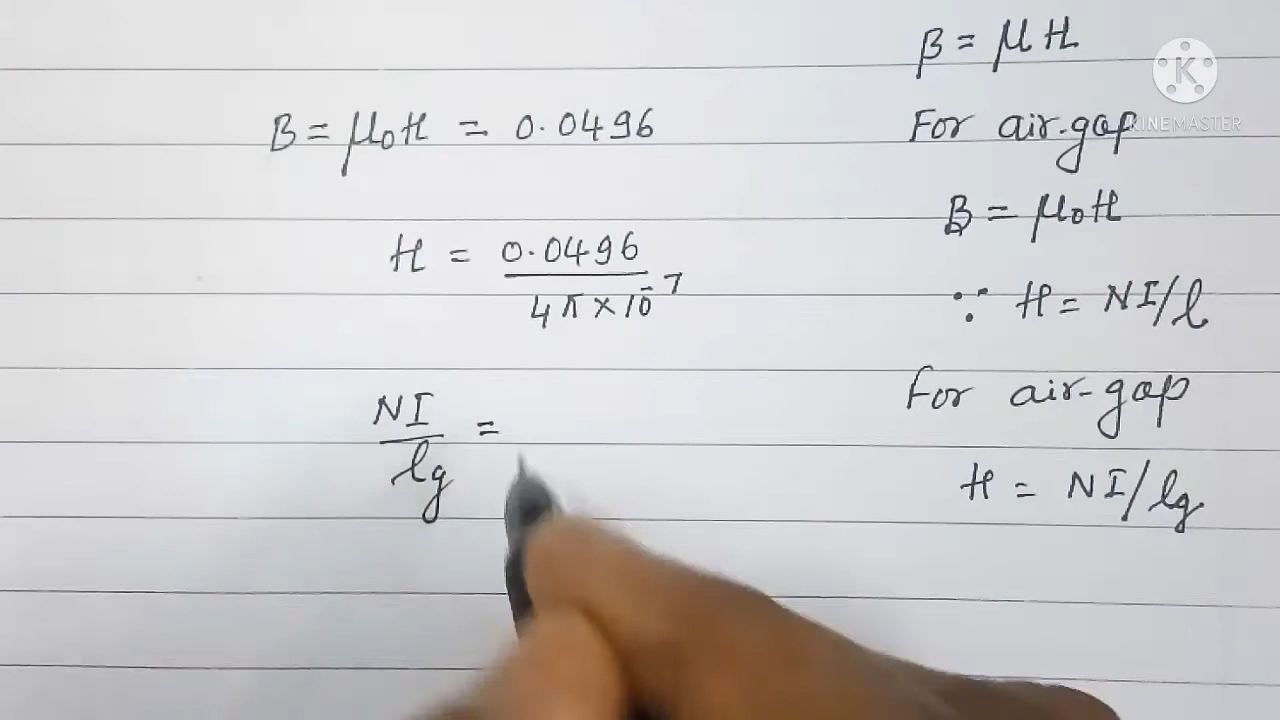 B = μ₀H = 0.0496
H = 0.0496 / 4π×10⁻⁷
NI / lg =
β = μH
For air-gap
B = μ₀H
∵ H = NI/l
For air-gap
H = NI/lg
K
KINEMASTER